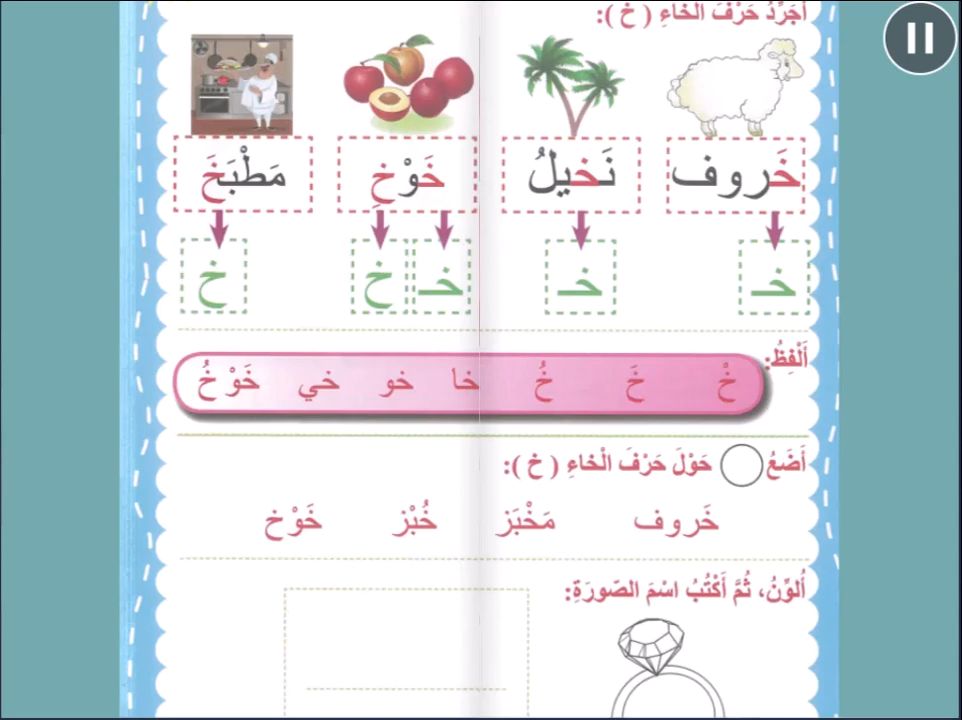 أُجَرِّدُ حَرْفَ الْخاءِ ( خ ):
خَروف نَخيلُ خَوْخِ مَطْبَخَ
خـ خـ خـ خ خ
أَلْفِظُ:
خْ خَ خُ خا خو خي خَوْخُ
أَضَعُ حَوْلَ حَرْفَ الْخاءِ ( خ ):
خَروف مَخْبَز خُبْز خَوْخ
أُلَوِّنُ، ثُمَّ أَكْتُبُ اسْمَ الصّورَةِ: